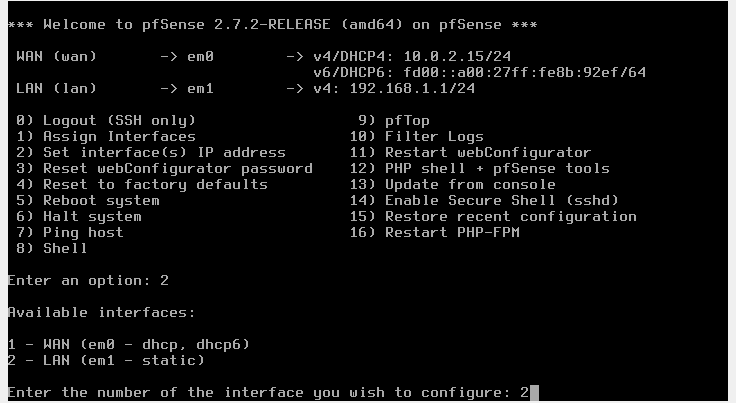 *** Welcome to pfSense 2.7.2-RELEASE (amd64) on pfSense ***
WAN (wan)       -> em0        -> v4/DHCP4: 10.0.2.15/24
                                 v6/DHCP6: fd00::a00:27ff:fe8b:92ef/64
LAN (lan)       -> em1        -> v4: 192.168.1.1/24
0) Logout (SSH only)                  9) pfTop
1) Assign Interfaces                 10) Filter Logs
2) Set interface(s) IP address       11) Restart webConfigurator
3) Reset webConfigurator password    12) PHP shell + pfSense tools
4) Reset to factory defaults         13) Update from console
5) Reboot system                     14) Enable Secure Shell (sshd)
6) Halt system                       15) Restore recent configuration
7) Ping host                         16) Restart PHP-FPM
8) Shell
Enter an option: 2
Available interfaces:
1 - WAN (em0 - dhcp, dhcp6)
2 - LAN (em1 - static)
Enter the number of the interface you wish to configure: 2